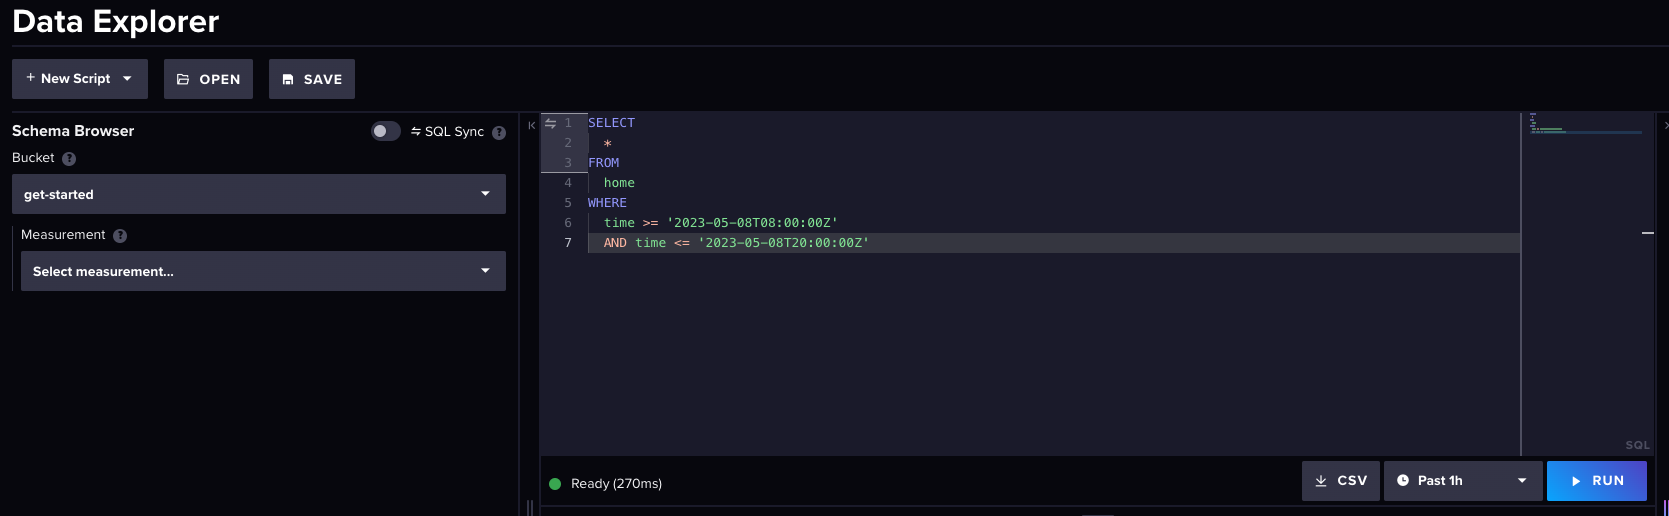 Data Explorer
+ New Script
OPEN
SAVE
Schema Browser
SQL Sync ?
Bucket ?
get-started
Measurement ?
Select measurement...
1 SELECT
2 *
3 FROM
4 home
5 WHERE
6 time >= '2023-05-08T08:00:00Z'
7 AND time <= '2023-05-08T20:00:00Z'
SQL
Ready (270ms)
CSV
Past 1h
RUN